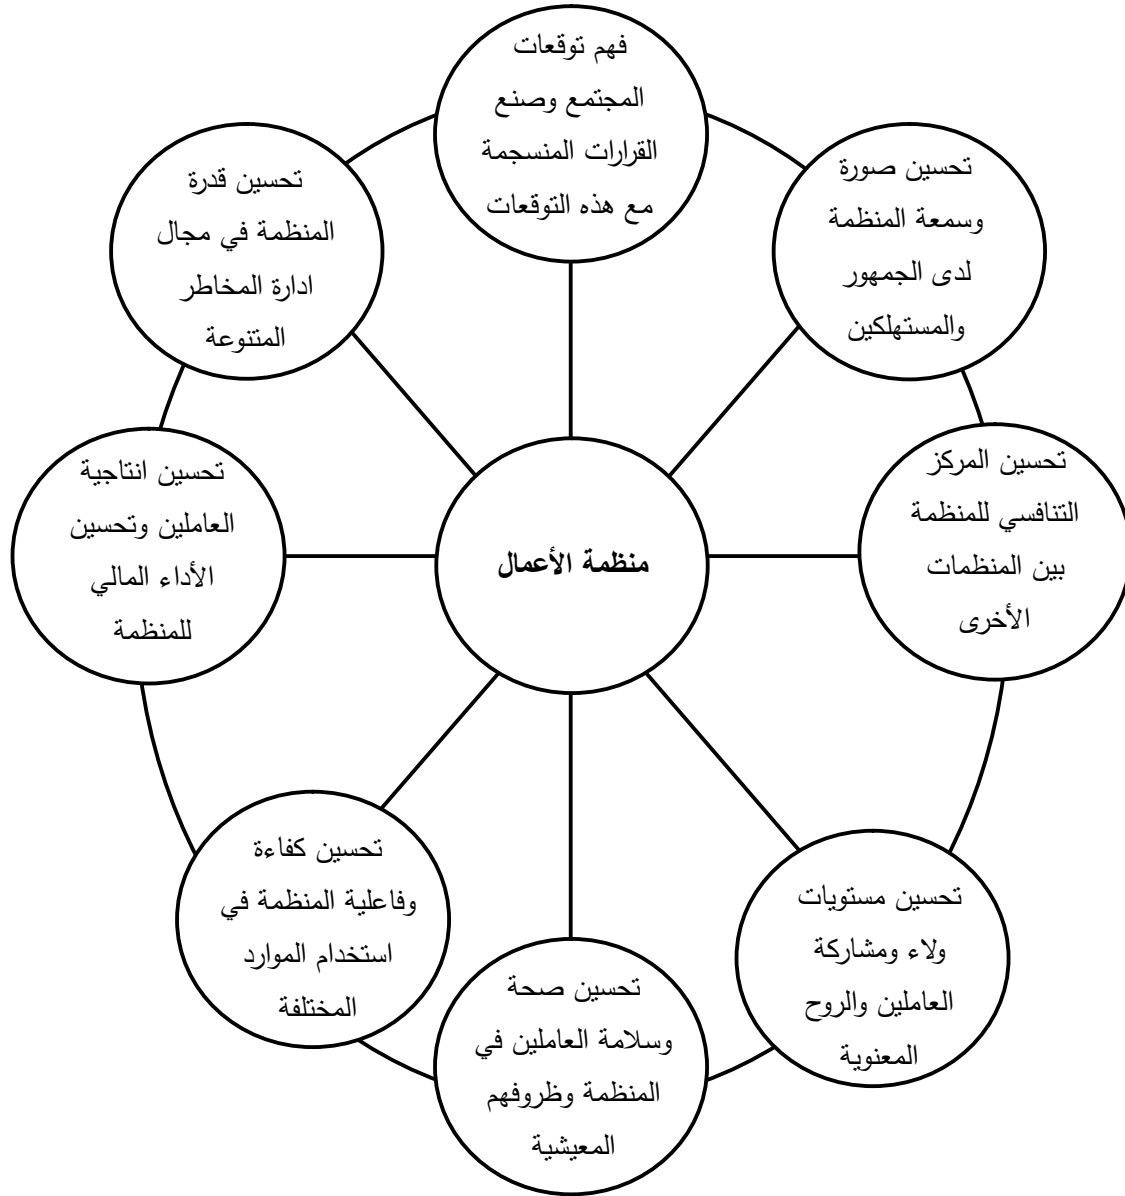 فهم توقعات
المجتمع وصنع
القرارات المنسجمة
مع هذه التوقعات
تحسين صورة
وسمعة المنظمة
لدى الجمهور
والمستهلكين
تحسين المركز
التنافسي للمنظمة
بين المنظمات
الأخرى
تحسين مستويات
ولاء ومشاركة
العاملين والروح
المعنوية
تحسين صحة
وسلامة العاملين في
المنظمة وظروفهم
المعيشية
تحسين كفاءة
وفاعلية المنظمة في
استخدام الموارد
المختلفة
تحسين انتاجية
العاملين وتحسين
الأداء المالي
للمنظمة
تحسين قدرة
المنظمة في مجال
ادارة المخاطر
المتنوعة
منظمة الأعمال